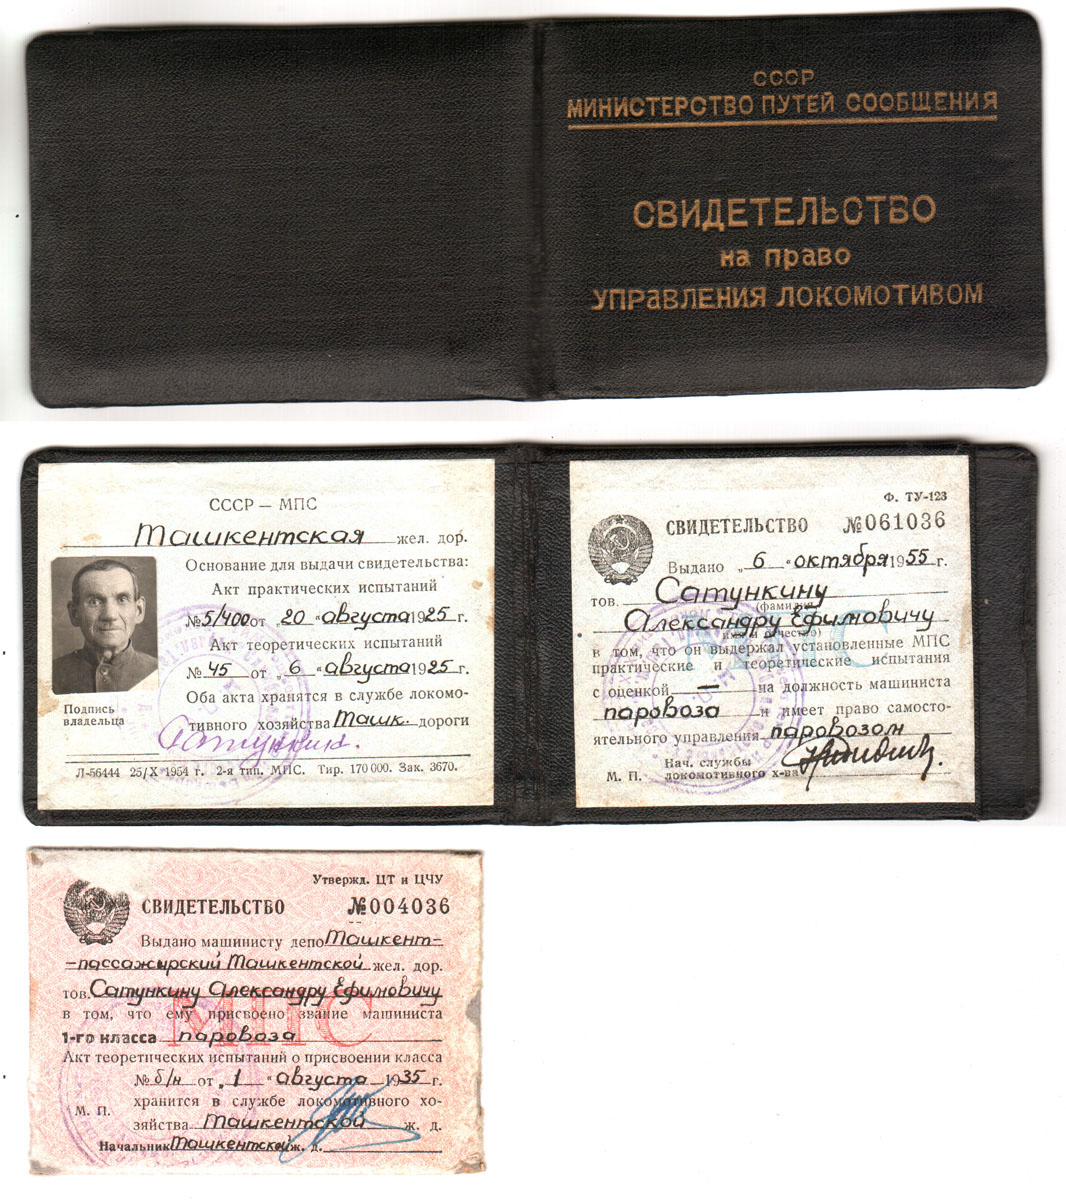 СССР
МИНИСТЕРСТВО ПУТЕЙ СООБЩЕНИЯ
СВИДЕТЕЛЬСТВО
на право
УПРАВЛЕНИЯ ЛОКОМОТИВОМ
СССР — МПС
Ташкентская жел. дор.
Основание для выдачи свидетельства:
Акт практических испытаний
№ 5/400 от „20" августа 1925 г.
Акт теоретических испытаний
№ 45 от „6" августа 1925 г.
Оба акта хранятся в службе локомо-
тивного хозяйства Ташк. дороги
Подпись
владельца
Сатункин.
Л-56444 25/X 1954 г. 2-я тип. МПС. Тир. 170 000. Зак. 3670.
Ф. ТУ-123
СВИДЕТЕЛЬСТВО №061036
Выдано „6" октября 1955 г.
тов. Сатункину
(фамилия)
Александру Ефимовичу
имя и отчество)
МПС
в том, что он выдержал установленные МПС
практические и теоретические испытания
с оценкой — на должность машиниста
паровоза и имеет право самосто-
ятельного управления паровозом
Нач. службы
М. П. локомотивного х-ва
Утвержд. ЦТ и ЦЧУ
СВИДЕТЕЛЬСТВО №004036
Выдано машинисту депо Ташкент-
-пассажирский Ташкентской жел. дор.
тов. Сатункину Александру Ефимовичу
МПС
в том, что ему присвоено звание машиниста
1-го класса паровоза
Акт теоретических испытаний о присвоении класса
№ б/н от „1" августа 1935 г.
М. П. хранится в службе локомотивного хо-
зяйства Ташкентской ж. д.
Начальник Ташкентской ж. д.